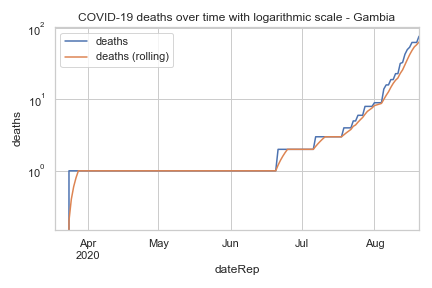 COVID-19 deaths over time with logarithmic scale - Gambia
deaths
deaths (rolling)
deaths
10²
10¹
10⁰
Apr
2020
May
Jun
Jul
Aug
dateRep